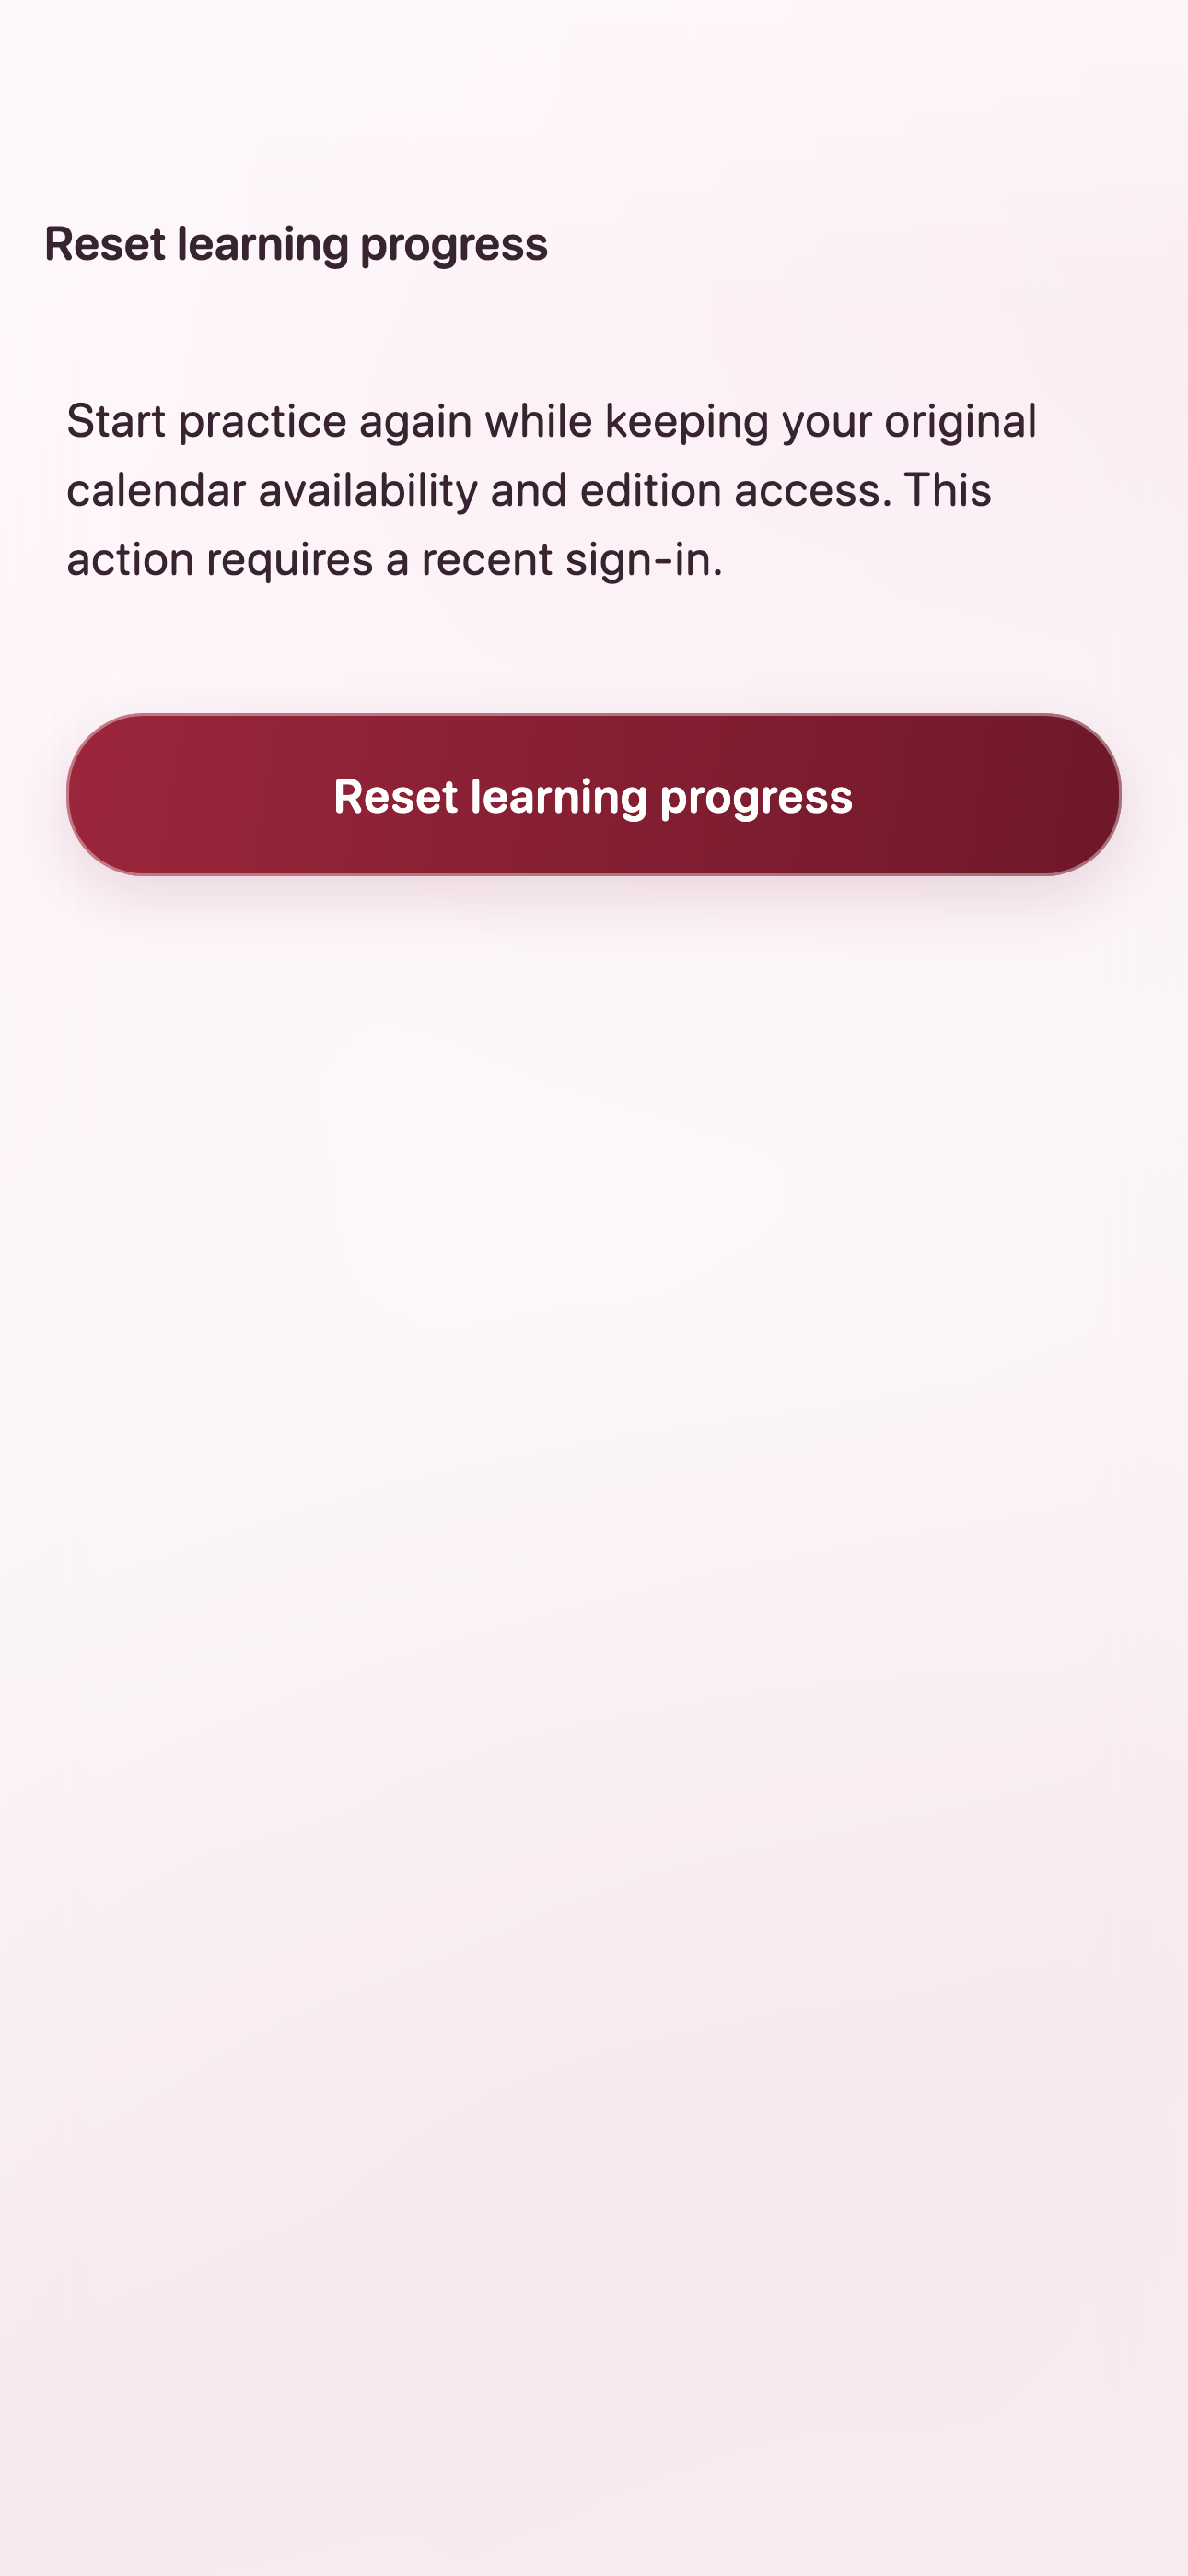 Reset learning progress
Start practice again while keeping your original
calendar availability and edition access. This
action requires a recent sign-in.
Reset learning progress